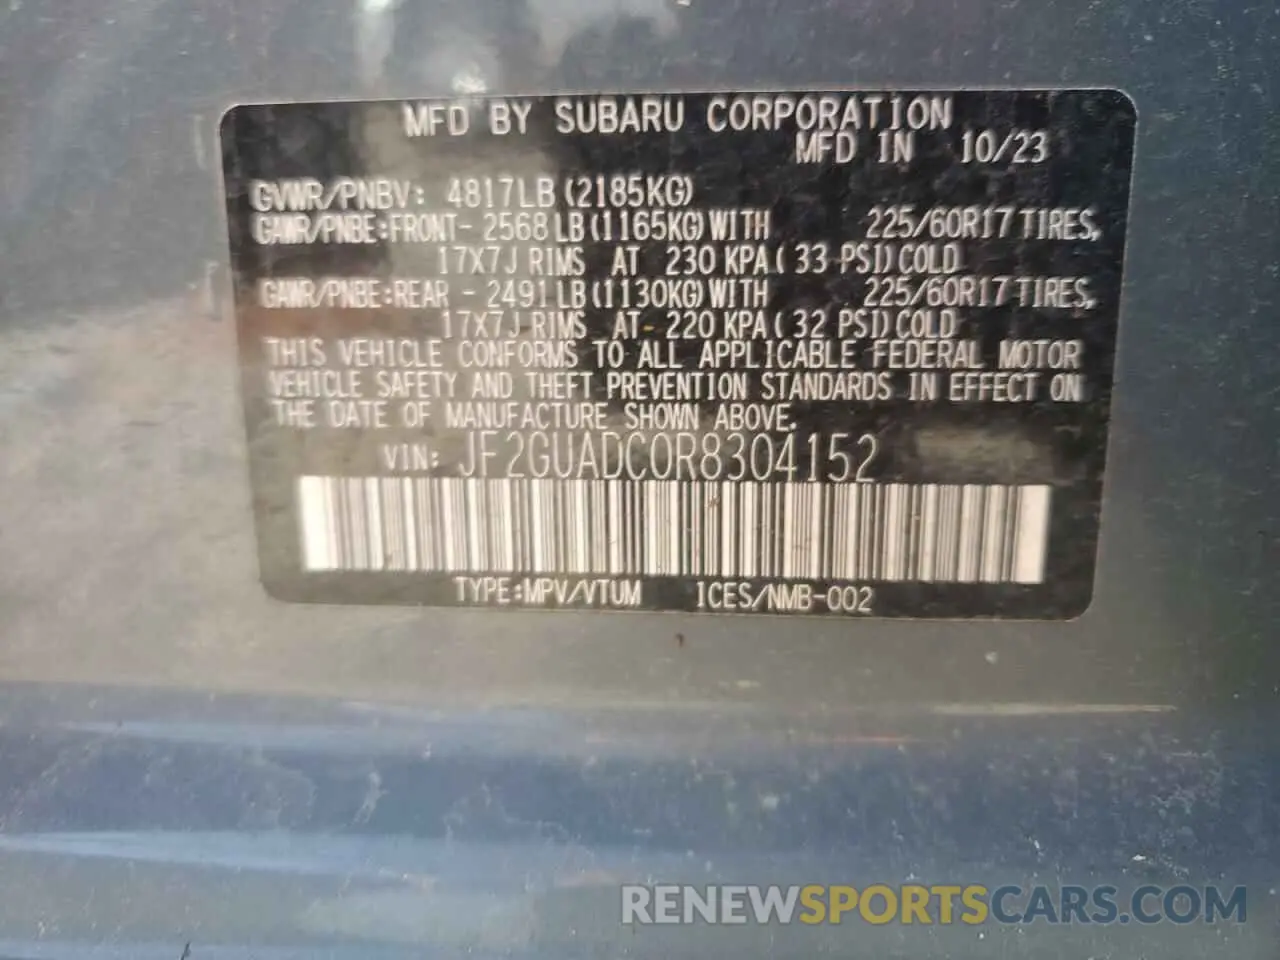 MFD BY SUBARU CORPORATION
MFD IN 10/23
GVWR/PNBV: 4817LB (2185KG)
GAWR/PNBE:FRONT- 2568 LB(1165KG)WITH 225/60R17 TIRES,
17X7J RIMS AT 230 KPA( 33 PSI)COLD
GAWR/PNBE:REAR - 2491 LB(1130KG)WITH 225/60R17 TIRES,
17X7J RIMS AT 220 KPA( 32 PSI)COLD
THIS VEHICLE CONFORMS TO ALL APPLICABLE FEDERAL MOTOR
VEHICLE SAFETY AND THEFT PREVENTION STANDARDS IN EFFECT ON
THE DATE OF MANUFACTURE SHOWN ABOVE.
VIN: JF2GUADC0R8304152
TYPE:MPV/VTUM ICES/NMB-002
RENEWSPORTSCARS.COM